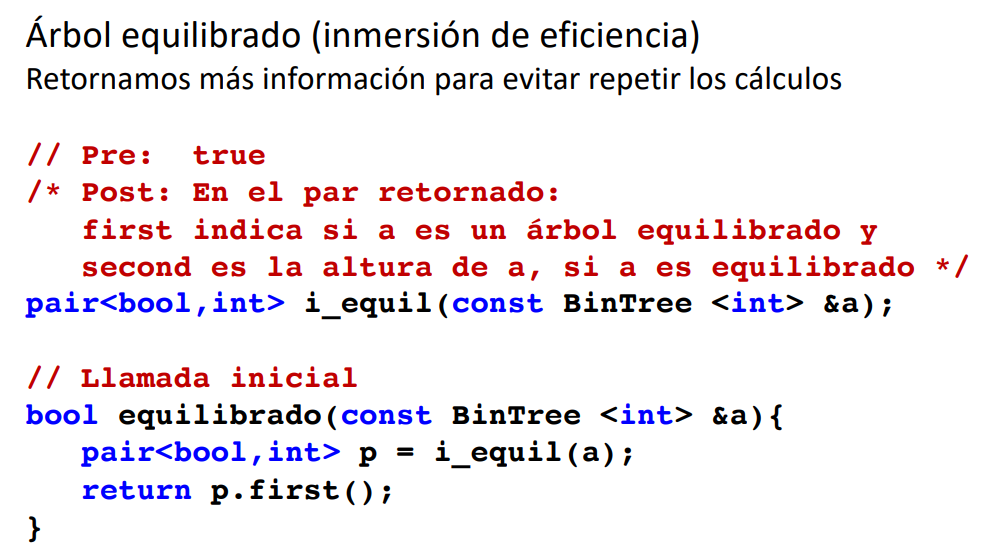 Árbol equilibrado (inmersión de eficiencia)
Retornamos más información para evitar repetir los cálculos
// Pre:  true
/* Post: En el par retornado:
   first indica si a es un árbol equilibrado y
   second es la altura de a, si a es equilibrado */
pair<bool,int> i_equil(const BinTree <int> &a);
// Llamada inicial
bool equilibrado(const BinTree <int> &a){
   pair<bool,int> p = i_equil(a);
   return p.first();
}